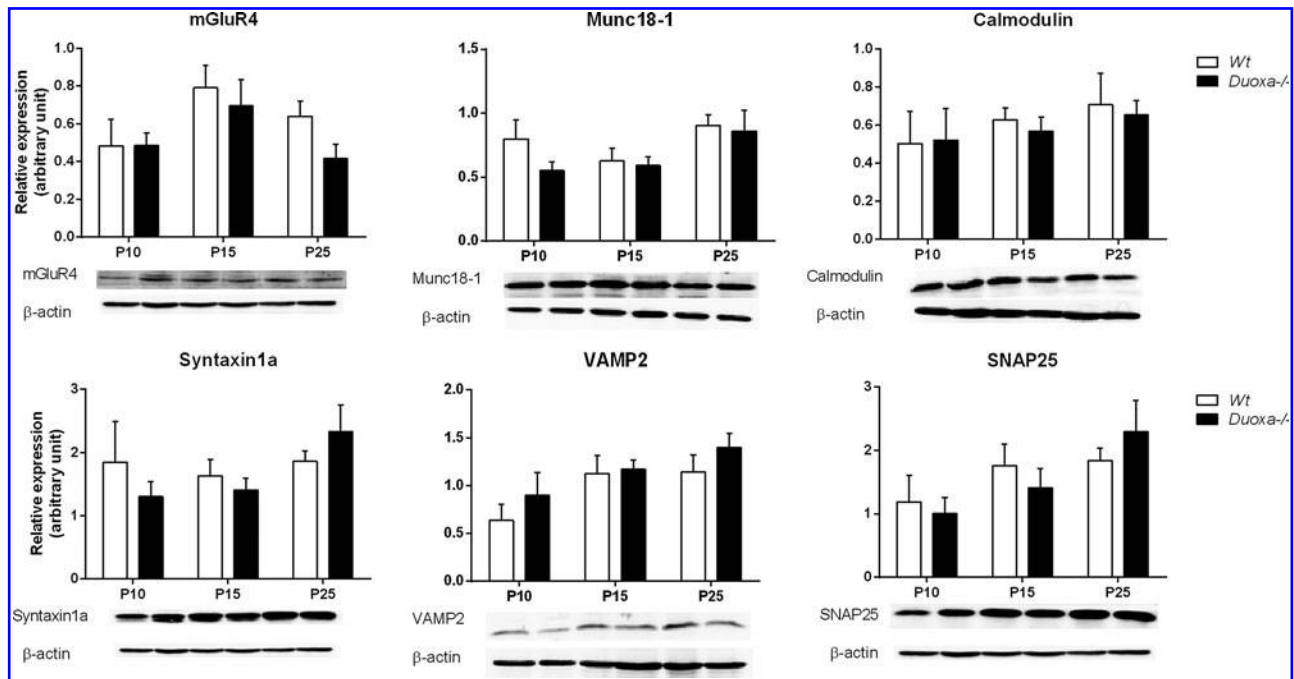 mGluR4
Munc18-1
Calmodulin
Relative expression
(arbitrary unit)
1.0
0.8
0.6
0.4
0.2
0.0
P10 P15 P25
mGluR4
β-actin
1.5
1.0
0.5
0.0
P10 P15 P25
Munc18-1
β-actin
1.0
0.8
0.6
0.4
0.2
0.0
P10 P15 P25
Calmodulin
β-actin
Wt
Duoxa-/-
Syntaxin1a
VAMP2
SNAP25
Relative expression
(arbitrary unit)
3
2
1
0
P10 P15 P25
Syntaxin1a
β-actin
2.0
1.5
1.0
0.5
0.0
P10 P15 P25
VAMP2
β-actin
3
2
1
0
P10 P15 P25
SNAP25
β-actin
Wt
Duoxa-/-